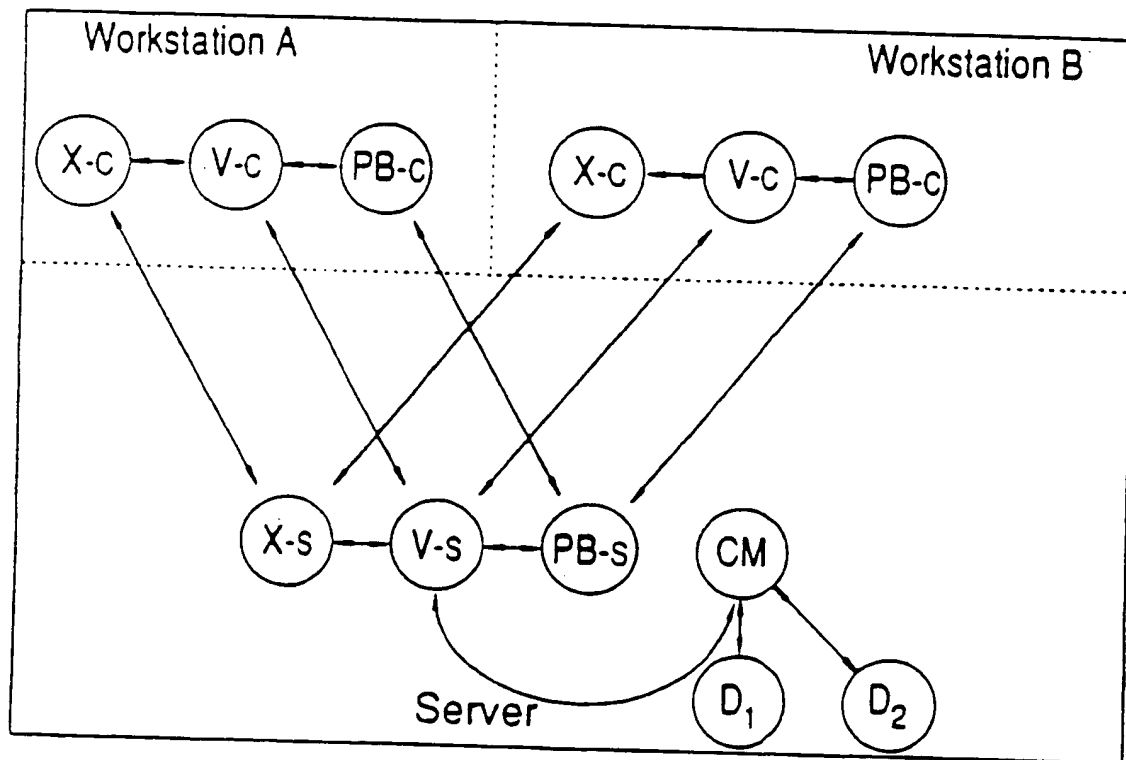 Workstation A
Workstation B
X-c
V-c
PB-c
X-c
V-c
PB-c
X-s
V-s
PB-s
CM
Server
D1
D2